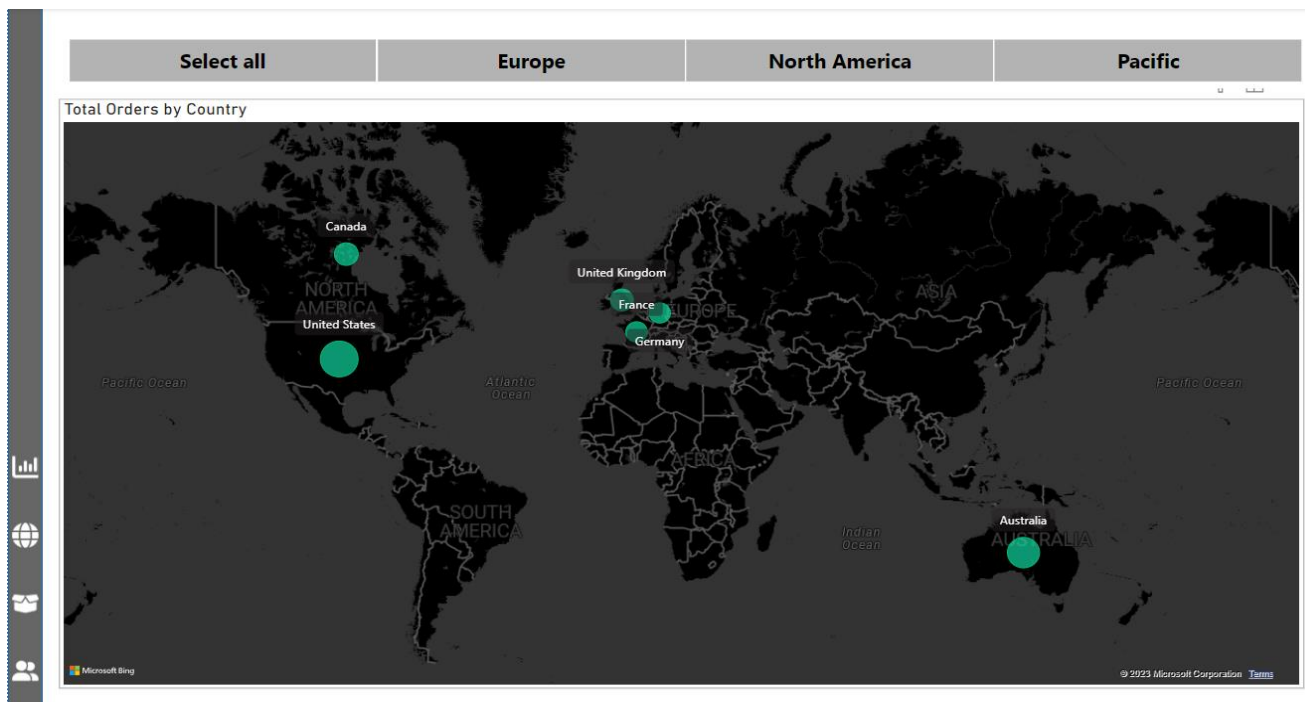 Select all
Europe
North America
Pacific
Total Orders by Country
Canada
United Kingdom
NORTH
AMERICA
ASIA
France
EUROPE
United States
Germany
Pacific Ocean
Atlantic
Ocean
Pacific Ocean
AFRICA
SOUTH
AMERICA
Australia
Indian
Ocean
AUSTRALIA
Microsoft Bing
© 2023 Microsoft Corporation Terms